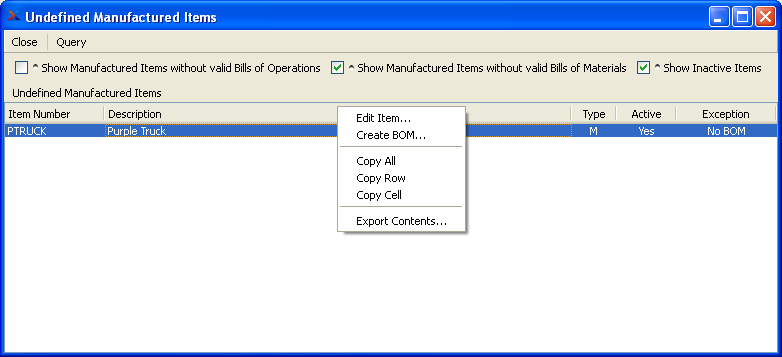 Undefined Manufactured Items
Close Query
^ Show Manufactured Items without valid Bills of Operations ^ Show Manufactured Items without valid Bills of Materials ^ Show Inactive Items
Undefined Manufactured Items
Item Number Description Type Active Exception
PTRUCK Purple Truck M Yes No BOM
Edit Item...
Create BOM...
Copy All
Copy Row
Copy Cell
Export Contents...